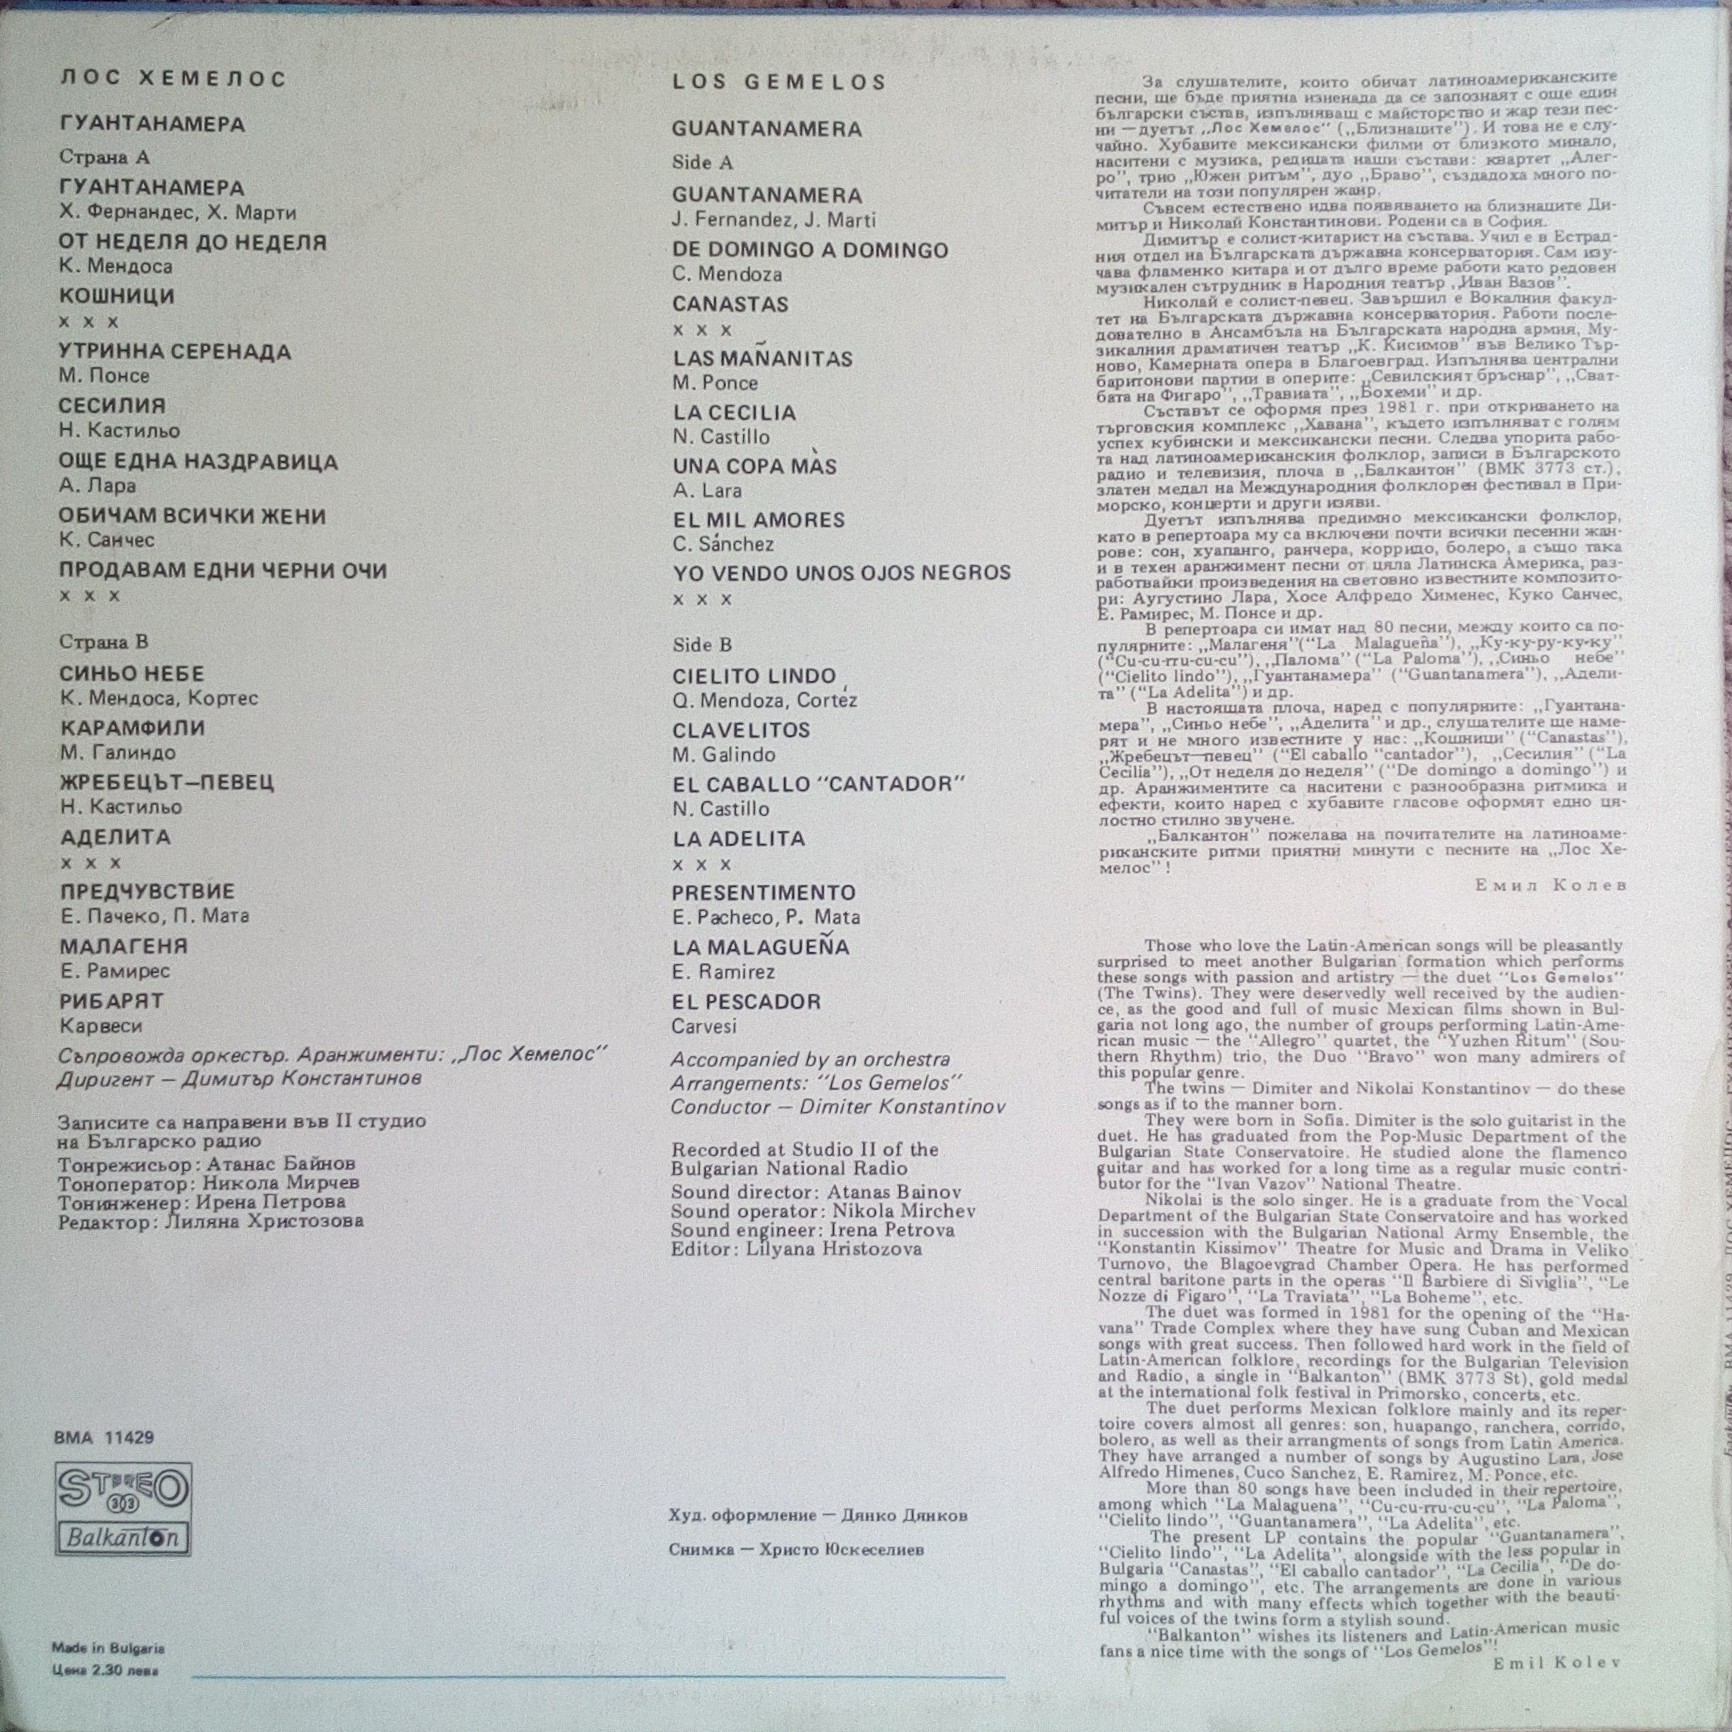 ЛОС ХЕМЕЛОС
ГУАНТАНАМЕРА
Страна А
ГУАНТАНАМЕРА
Х. Фернандес, Х. Марти
ОТ НЕДЕЛЯ ДО НЕДЕЛЯ
К. Мендоса
КОШНИЦИ
х х х
УТРИННА СЕРЕНАДА
М. Понсе
СЕСИЛИЯ
Н. Кастильо
ОЩЕ ЕДНА НАЗДРАВИЦА
А. Лара
ОБИЧАМ ВСИЧКИ ЖЕНИ
К. Санчес
ПРОДАВАМ ЕДНИ ЧЕРНИ ОЧИ
х х х
Страна В
СИНЬО НЕБЕ
К. Мендоса, Кортес
КАРАМФИЛИ
М. Галиндо
ЖРЕБЕЦЪТ—ПЕВЕЦ
Н. Кастильо
АДЕЛИТА
х х х
ПРЕДЧУВСТВИЕ
Е. Пачеко, П. Мата
МАЛАГЕНЯ
Е. Рамирес
РИБАРЯТ
Карвеси
Съпровожда оркестър. Аранжименти: ,,Лос Хемелос"
Диригент — Димитър Константинов
Записите са направени във II студио
на Българско радио
Тонрежисьор: Атанас Байнов
Тоноператор: Никола Мирчев
Тонинженер: Ирена Петрова
Редактор: Лиляна Христозова
ВМА 11429
STEREO
33
Balkanton
Made in Bulgaria
Цена 2.30 лева
LOS GEMELOS
GUANTANAMERA
Side A
GUANTANAMERA
J. Fernandez, J. Marti
DE DOMINGO A DOMINGO
C. Mendoza
CANASTAS
x x x
LAS MAÑANITAS
M. Ponce
LA CECILIA
N. Castillo
UNA COPA MÀS
A. Lara
EL MIL AMORES
C. Sánchez
YO VENDO UNOS OJOS NEGROS
x x x
Side B
CIELITO LINDO
Q. Mendoza, Cortéz
CLAVELITOS
M. Galindo
EL CABALLO "CANTADOR"
N. Castillo
LA ADELITA
x x x
PRESENTIMENTO
E. Pacheco, P. Mata
LA MALAGUEÑA
E. Ramirez
EL PESCADOR
Carvesi
Accompanied by an orchestra
Arrangements: "Los Gemelos"
Conductor — Dimiter Konstantinov
Recorded at Studio II of the
Bulgarian National Radio
Sound director: Atanas Bainov
Sound operator: Nikola Mirchev
Sound engineer: Irena Petrova
Editor: Lilyana Hristozova
Худ. оформление — Дянко Дянков
Снимка — Христо Юскеселиев
За слушателите, които обичат латиноамериканските
песни, ще бъде приятна изненада да се запознаят с още един
български състав, изпълняващ с майсторство и жар тези пес-
ни — дуетът ,,Лос Хемелос" (,,Близнаците"). И това не е слу-
чайно. Хубавите мексикански филми от близкото минало,
наситени с музика, редицата наши състави: квартет ,,Алег-
ро", трио ,,Южен ритъм", дуо ,,Браво", създадоха много по-
читатели на този популярен жанр.
Съвсем естествено идва появяването на близнаците Ди-
митър и Николай Константинови. Родени са в София.
Димитър е солист-китарист на състава. Учил е в Естрад-
ния отдел на Българската държавна консерватория. Сам изу-
чава фламенко китара и от дълго време работи като редовен
музикален сътрудник в Народния театър ,,Иван Вазов".
Николай е солист-певец. Завършил е Вокалния факул-
тет на Българската държавна консерватория. Работи после-
дователно в Ансамбъла на Българската народна армия, Му-
зикалния драматичен театър ,,К. Кисимов" във Велико Тър-
ново, Камерната опера в Благоевград. Изпълнява централни
баритонови партии в оперите: ,,Севилският бръснар", ,,Сват-
бата на Фигаро", ,,Травиата", ,,Бохеми" и др.
Съставът се оформя през 1981 г. при откриването на
търговския комплекс ,,Хавана", където изпълняват с голям
успех кубински и мексикански песни. Следва упорита рабо-
та над латиноамериканския фолклор, записи в Българското
радио и телевизия, плоча в ,,Балкантон" (ВМК 3773 ст.),
златен медал на Международния фолклорен фестивал в При-
морско, концерти и други изяви.
Дуетът изпълнява предимно мексикански фолклор,
като в репертоара му са включени почти всички песенни жан-
рове: сон, хуапанго, ранчера, корридо, болеро, а също така
и в техен аранжимент песни от цяла Латинска Америка, раз-
работвайки произведения на световно известните композито-
ри: Аугустино Лара, Хосе Алфредо Хименес, Куко Санчес,
Е. Рамирес, М. Понсе и др.
В репертоара си имат над 80 песни, между които са по-
пулярните: ,,Малагеня"("La Malagueña"), ,,Ку-ку-ру-ку-ку"
("Cu-cu-rru-cu-cu"), ,,Палома" ("La Paloma"), ,,Синьо небе"
("Cielito lindo"), ,,Гуантанамера" ("Guantanamera"), ,,Адели-
та" ("La Adelita") и др.
В настоящата плоча, наред с популярните: ,,Гуантана-
мера", ,,Синьо небе", ,,Аделита" и др., слушателите ще наме-
рят и не много известните у нас: ,,Кошници" ("Canastas"),
,,Жребецът—певец" ("El caballo "cantador"), ,,Сесилия" ("La
Cecilia"), ,,От неделя до неделя" ("De domingo a domingo") и
др. Аранжиментите са наситени с разнообразна ритмика и
ефекти, които наред с хубавите гласове оформят едно ця-
лостно стилно звучене.
,,Балкантон" пожелава на почитателите на латиноаме-
риканските ритми приятни минути с песните на ,,Лос Хе-
мелос"!
Емил Колев
Those who love the Latin-American songs will be pleasantly
surprised to meet another Bulgarian formation which performs
these songs with passion and artistry — the duet "Los Gemelos"
(The Twins). They were deservedly well received by the audien-
ce, as the good and full of music Mexican films shown in Bul-
garia not long ago, the number of groups performing Latin-Ame-
rican music — the "Allegro" quartet, the "Yuzhen Ritum" (Sou-
thern Rhythm) trio, the Duo "Bravo" won many admirers of
this popular genre.
The twins — Dimiter and Nikolai Konstantinov — do these
songs as if to the manner born.
They were born in Sofia. Dimiter is the solo guitarist in the
duet. He has graduated from the Pop-Music Department of the
Bulgarian State Conservatoire. He studied alone the flamenco
guitar and has worked for a long time as a regular music contri-
butor for the "Ivan Vazov" National Theatre.
Nikolai is the solo singer. He is a graduate from the Vocal
Department of the Bulgarian State Conservatoire and has worked
in succession with the Bulgarian National Army Ensemble, the
"Konstantin Kissimov" Theatre for Music and Drama in Veliko
Turnovo, the Blagoevgrad Chamber Opera. He has performed
central baritone parts in the operas "Il Barbiere di Siviglia", "Le
Nozze di Figaro", "La Traviata", "La Boheme", etc.
The duet was formed in 1981 for the opening of the "Ha-
vana" Trade Complex where they have sung Cuban and Mexican
songs with great success. Then followed hard work in the field of
Latin-American folklore, recordings for the Bulgarian Television
and Radio, a single in "Balkanton" (BMK 3773 St), gold medal
at the international folk festival in Primorsko, concerts, etc.
The duet performs Mexican folklore mainly and its reper-
toire covers almost all genres: son, huapango, ranchera, corrido,
bolero, as well as their arrangments of songs from Latin America.
They have arranged a number of songs by Augustino Lara, Jose
Alfredo Himenes, Cuco Sanchez, E. Ramirez, M. Ponce, etc.
More than 80 songs have been included in their repertoire,
among which "La Malaguena", "Cu-cu-rru-cu-cu", "La Paloma",
"Cielito lindo", "Guantanamera", "La Adelita", etc.
The present LP contains the popular "Guantanamera",
"Cielito lindo", "La Adelita", alongside with the less popular in
Bulgaria "Canastas", "El caballo cantador", "La Cecilia", "De do-
mingo a domingo", etc. The arrangements are done in various
rhythms and with many effects which together with the beauti-
ful voices of the twins form a stylish sound.
"Balkanton" wishes its listeners and Latin-American music
fans a nice time with the songs of "Los Gemelos"!
Emil Kolev